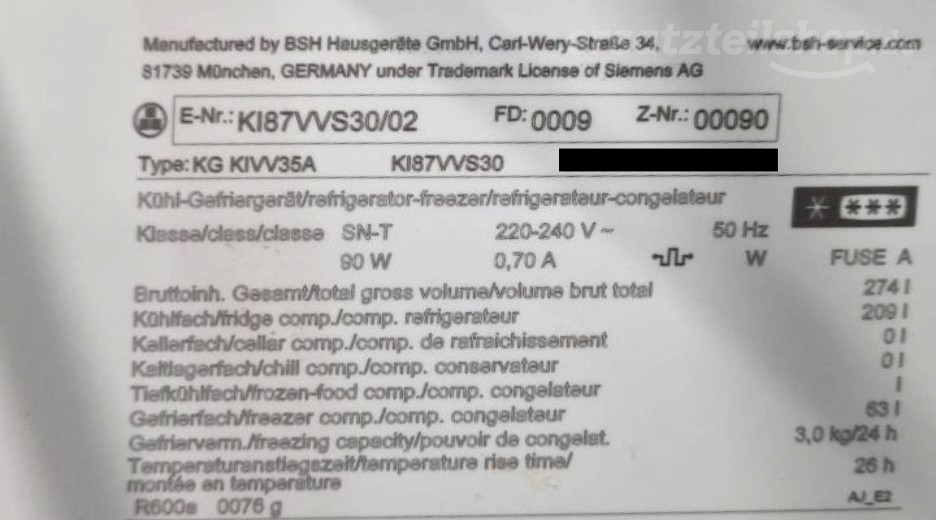 ersatzteilshop.
Manufactured by BSH Hausgeräte GmbH, Carl-Wery-Straße 34, www.bsh-service.com
81739 München, GERMANY under Trademark License of Siemens AG
E-Nr.: KI87VVS30/02 FD: 0009 Z-Nr.: 00090
Type: KG KIVV35A KI87VVS30
Kühl-Gefriergerät/refrigerator-freezer/refrigerateur-congelateur
Klasse/class/classe SN-T 220-240 V ~ 50 Hz
90 W 0,70 A W FUSE A
Bruttoinh. Gesamt/total gross volume/volume brut total 274 l
Kühlfach/fridge comp./comp. refrigerateur 209 l
Kellerfach/cellar comp./comp. de rafraichissement 0 l
Kaltlagerfach/chill comp./comp. conservateur 0 l
Tiefkühlfach/frozen-food comp./comp. congelateur l
Gefrierfach/freezer comp./comp. congelateur 63 l
Gefrierverm./freezing capacity/pouvoir de congelat. 3,0 kg/24 h
Temperaturanstiegszeit/temperature rise time/ 26 h
montée en temperature
R600a 0076 g AJ_E2